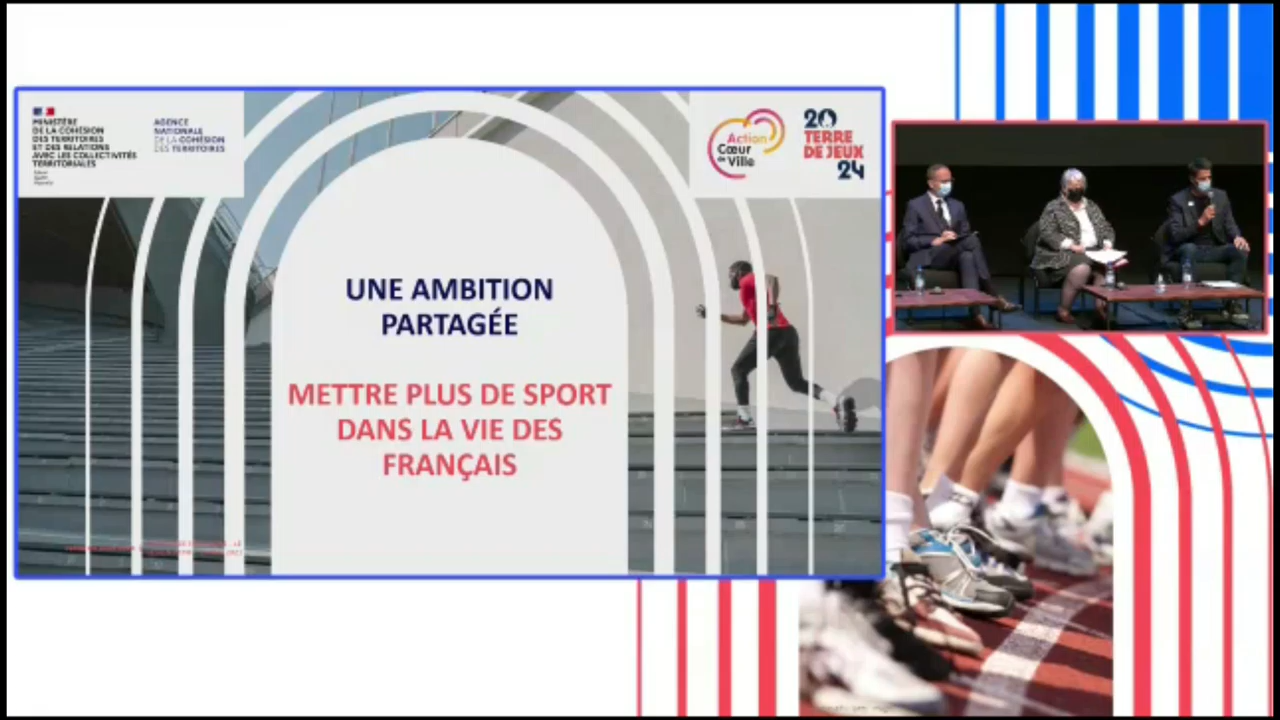 MINISTÈRE
DE LA COHÉSION
DES TERRITOIRES
ET DES RELATIONS
AVEC LES COLLECTIVITÉS
TERRITORIALES
AGENCE
NATIONALE
DE LA COHÉSION
DES TERRITOIRES
Action
Cœur
de Ville
20
TERRE
DE JEUX
24
UNE AMBITION
PARTAGÉE
METTRE PLUS DE SPORT
DANS LA VIE DES
FRANÇAIS